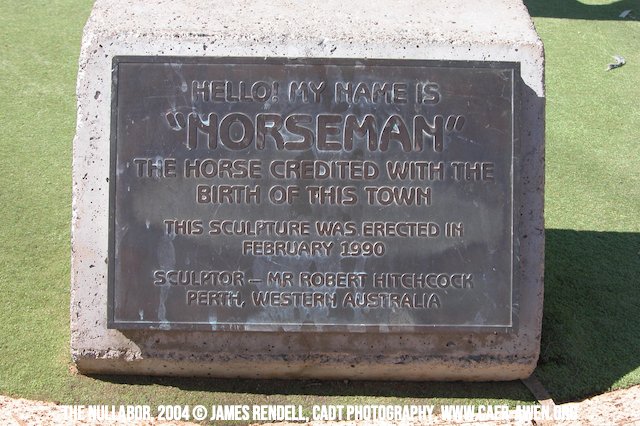 HELLO! MY NAME IS
"NORSEMAN"
THE HORSE CREDITED WITH THE
BIRTH OF THIS TOWN
THIS SCULPTURE WAS ERECTED IN
FEBRUARY 1990
SCULPTOR – MR ROBERT HITCHCOCK
PERTH, WESTERN AUSTRALIA
THE NULLABOR. 2004 © JAMES RENDELL, CADT PHOTOGRAPHY. WWW.CAER-AWEN.ORG